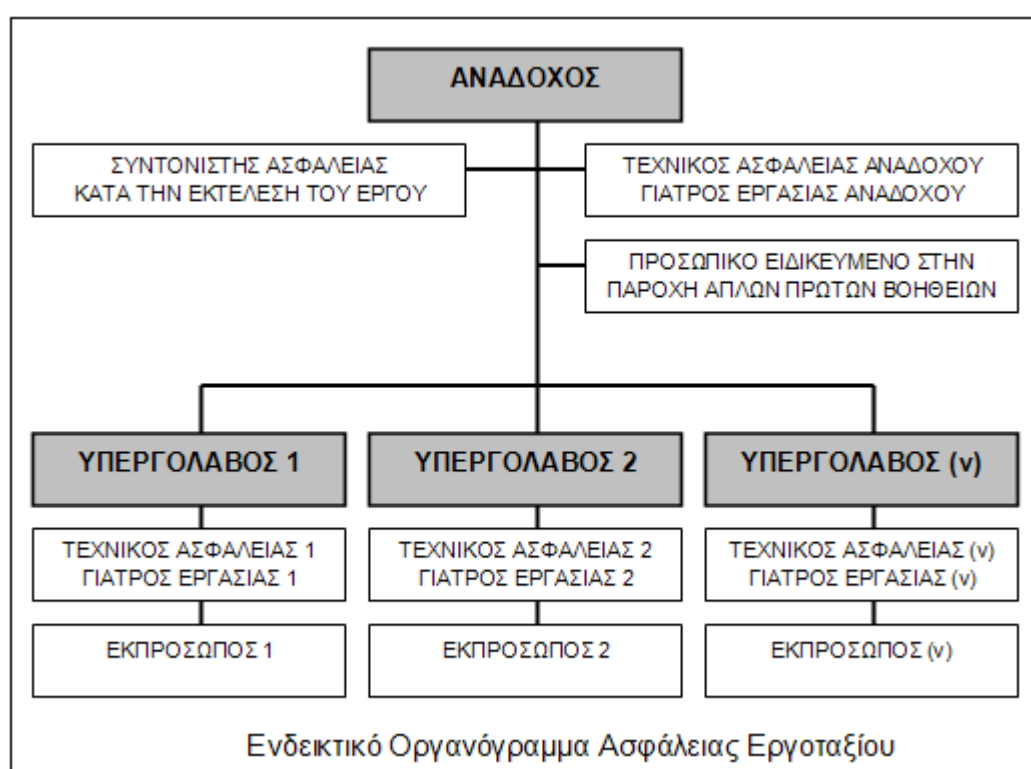 ΑΝΑΔΟΧΟΣ
ΣΥΝΤΟΝΙΣΤΗΣ ΑΣΦΑΛΕΙΑΣ
ΚΑΤΑ ΤΗΝ ΕΚΤΕΛΕΣΗ ΤΟΥ ΕΡΓΟΥ
ΤΕΧΝΙΚΟΣ ΑΣΦΑΛΕΙΑΣ ΑΝΑΔΟΧΟΥ
ΓΙΑΤΡΟΣ ΕΡΓΑΣΙΑΣ ΑΝΑΔΟΧΟΥ
ΠΡΟΣΩΠΙΚΟ ΕΙΔΙΚΕΥΜΕΝΟ ΣΤΗΝ
ΠΑΡΟΧΗ ΑΠΛΩΝ ΠΡΩΤΩΝ ΒΟΗΘΕΙΩΝ
ΥΠΕΡΓΟΛΑΒΟΣ 1
ΤΕΧΝΙΚΟΣ ΑΣΦΑΛΕΙΑΣ 1
ΓΙΑΤΡΟΣ ΕΡΓΑΣΙΑΣ 1
ΕΚΠΡΟΣΩΠΟΣ 1
ΥΠΕΡΓΟΛΑΒΟΣ 2
ΤΕΧΝΙΚΟΣ ΑΣΦΑΛΕΙΑΣ 2
ΓΙΑΤΡΟΣ ΕΡΓΑΣΙΑΣ 2
ΕΚΠΡΟΣΩΠΟΣ 2
ΥΠΕΡΓΟΛΑΒΟΣ (ν)
ΤΕΧΝΙΚΟΣ ΑΣΦΑΛΕΙΑΣ (ν)
ΓΙΑΤΡΟΣ ΕΡΓΑΣΙΑΣ (ν)
ΕΚΠΡΟΣΩΠΟΣ (ν)
Ενδεικτικό Οργανόγραμμα Ασφάλειας Εργοταξίου